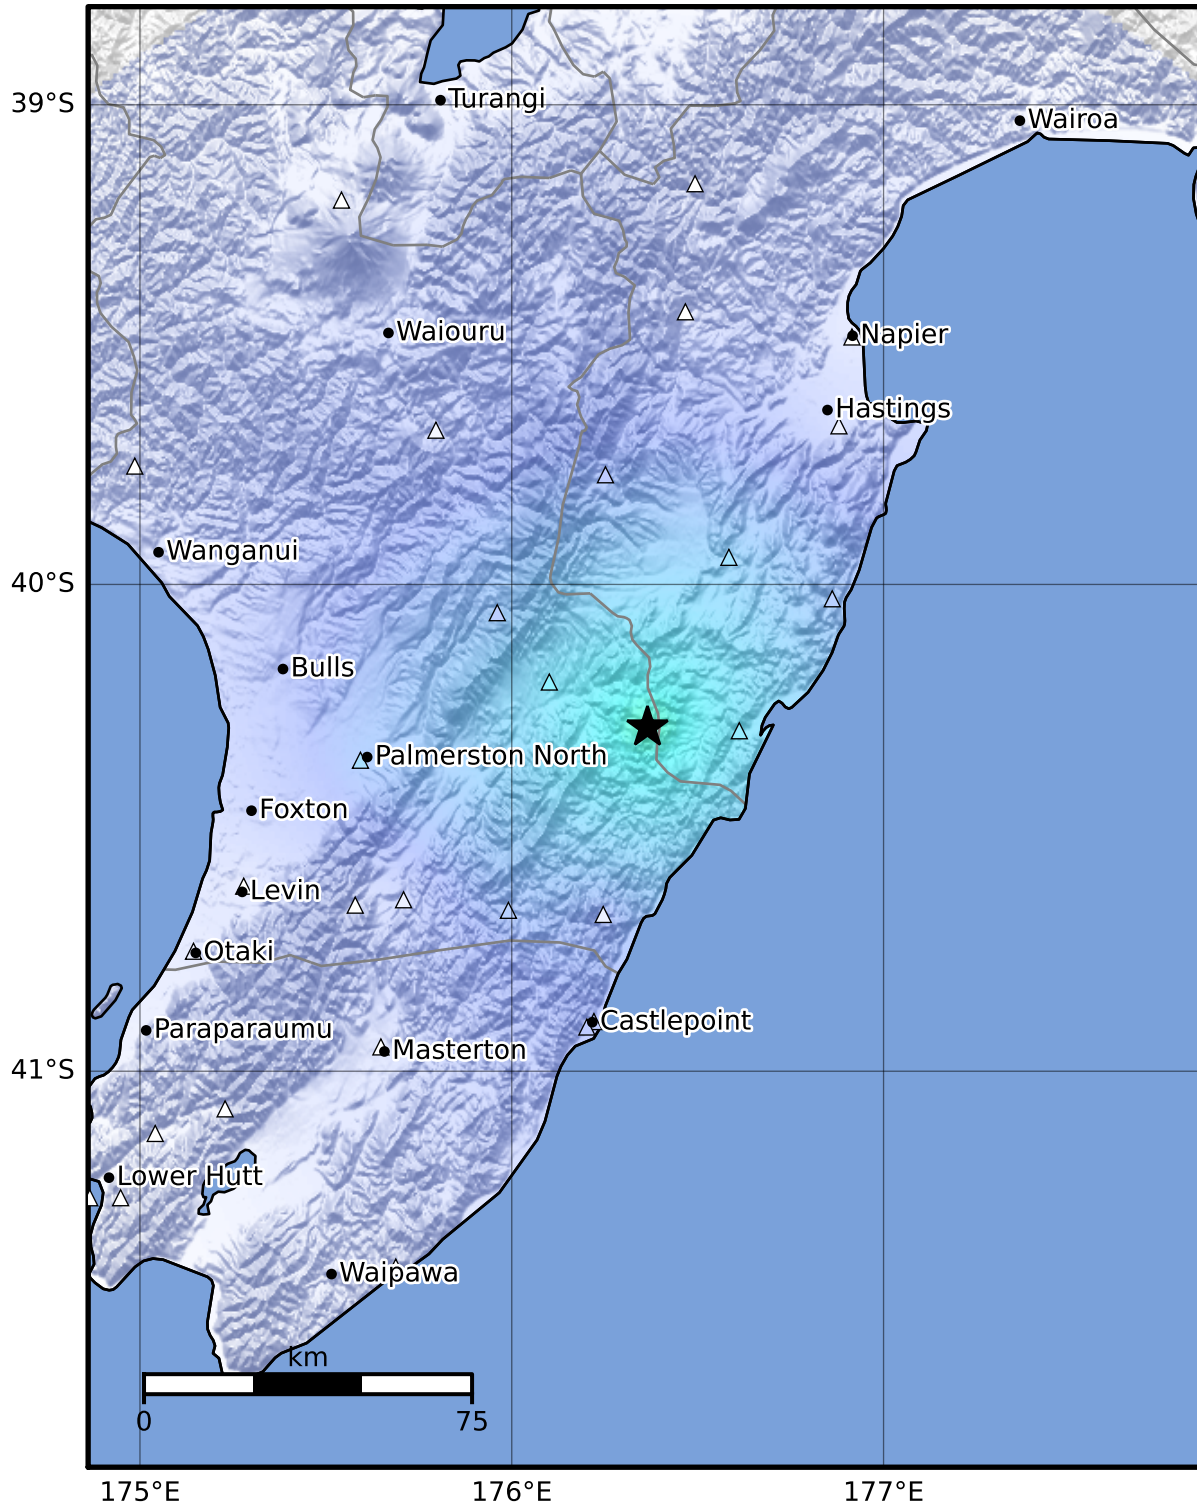 39°S
Turangi
Wairoa
Waiouru
Napier
Hastings
Wanganui
40°S
Bulls
Palmerston North
Foxton
Levin
Otaki
Castlepoint
Paraparaumu
Masterton
41°S
Lower Hutt
Waipawa
km
0 75
175°E 176°E 177°E